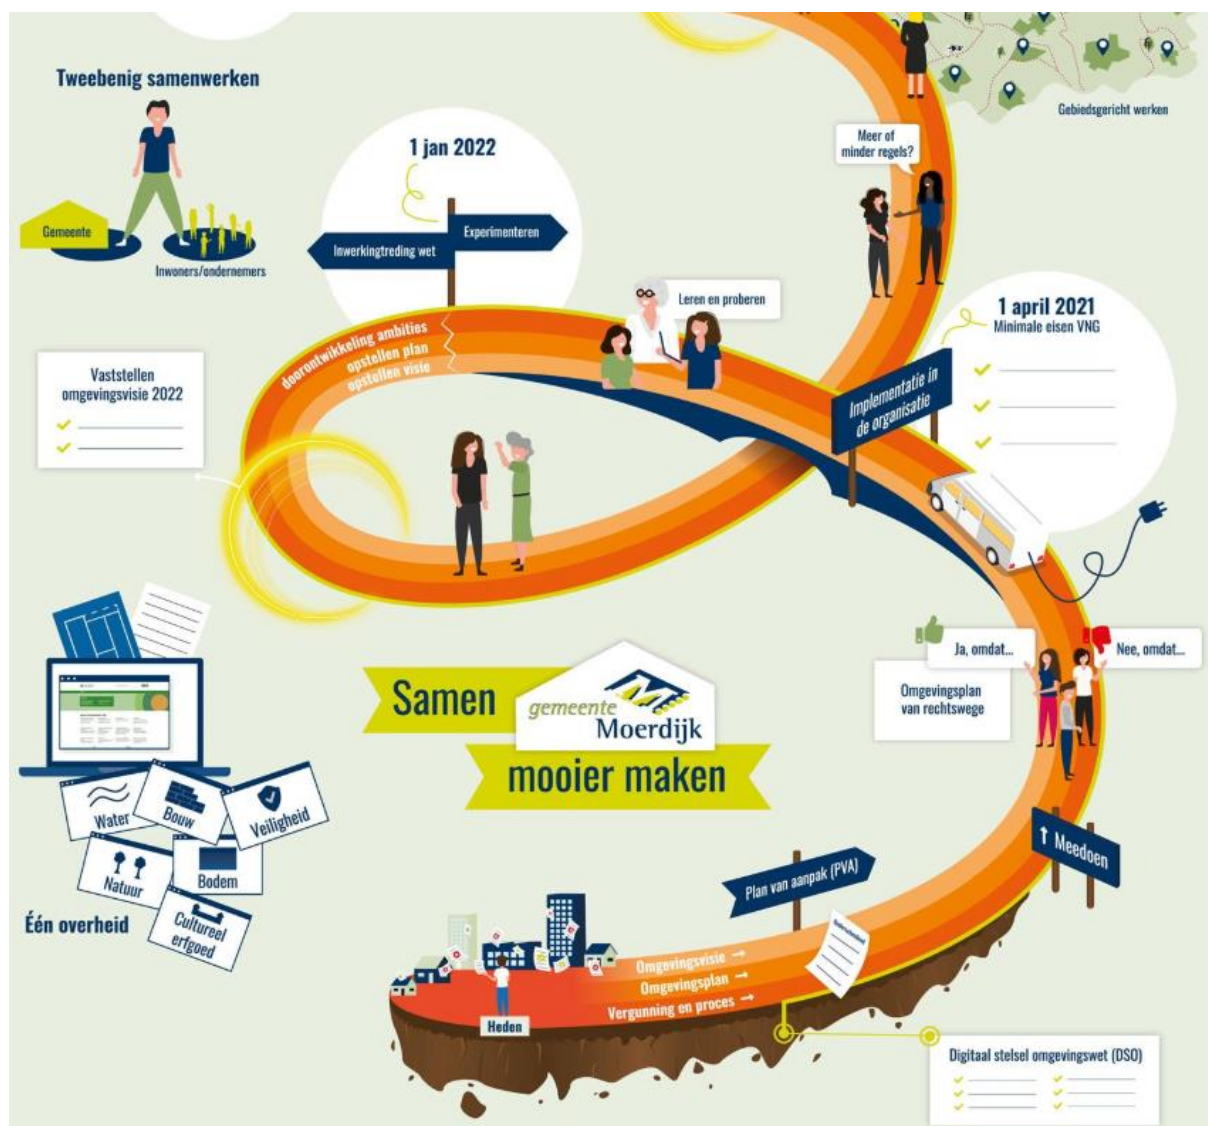 Tweebenig samenwerken
Gemeente
Inwoners/ondernemers
1 jan 2022
Inwerkingtreding wet
Experimenteren
Gebiedsgericht werken
Meer of
minder regels?
Leren en proberen
1 april 2021
Minimale eisen VNG
Implementatie in
de organisatie
doorontwikkeling ambities
opstellen plan
opstellen visie
Vaststellen
omgevingsvisie 2022
Ja, omdat...
Nee, omdat...
Omgevingsplan
van rechtswege
Samen
gemeente
Moerdijk
mooier maken
Water
Bouw
Veiligheid
Natuur
Bodem
Cultureel
erfgoed
Één overheid
↑ Meedoen
Plan van aanpak (PVA)
Omgevingsvisie →
Omgevingsplan →
Vergunning en proces →
Heden
Digitaal stelsel omgevingswet (DSO)